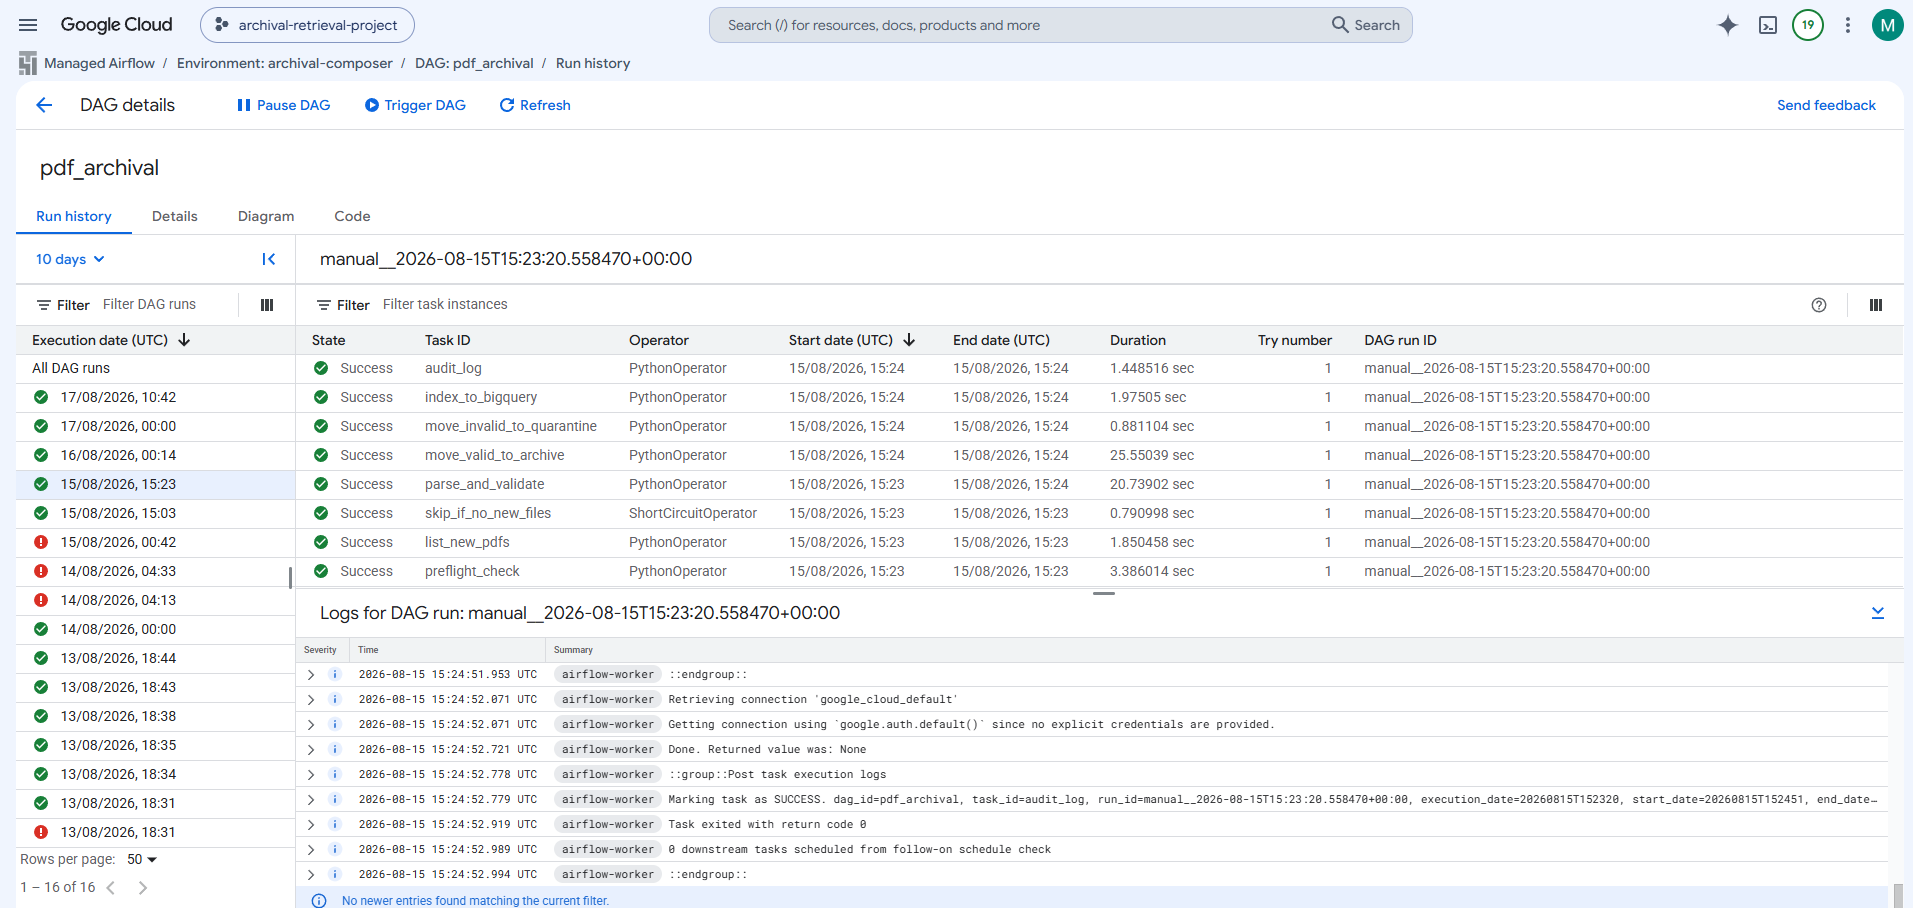 Google Cloud archival-retrieval-project Search (/) for resources, docs, products and more Search 19 M
Managed Airflow / Environment: archival-composer / DAG: pdf_archival / Run history
DAG details Pause DAG Trigger DAG Refresh Send feedback
pdf_archival
Run history Details Diagram Code
10 days
Filter Filter DAG runs
Execution date (UTC)
All DAG runs
17/08/2026, 10:42
17/08/2026, 00:00
16/08/2026, 00:14
15/08/2026, 15:23
15/08/2026, 15:03
15/08/2026, 00:42
14/08/2026, 04:33
14/08/2026, 04:13
14/08/2026, 00:00
13/08/2026, 18:44
13/08/2026, 18:43
13/08/2026, 18:38
13/08/2026, 18:35
13/08/2026, 18:34
13/08/2026, 18:31
13/08/2026, 18:31
Rows per page: 50
1 – 16 of 16
manual__2026-08-15T15:23:20.558470+00:00
Filter Filter task instances
State Task ID Operator Start date (UTC) End date (UTC) Duration Try number DAG run ID
Success audit_log PythonOperator 15/08/2026, 15:24 15/08/2026, 15:24 1.448516 sec 1 manual__2026-08-15T15:23:20.558470+00:00
Success index_to_bigquery PythonOperator 15/08/2026, 15:24 15/08/2026, 15:24 1.97505 sec 1 manual__2026-08-15T15:23:20.558470+00:00
Success move_invalid_to_quarantine PythonOperator 15/08/2026, 15:24 15/08/2026, 15:24 0.881104 sec 1 manual__2026-08-15T15:23:20.558470+00:00
Success move_valid_to_archive PythonOperator 15/08/2026, 15:24 15/08/2026, 15:24 25.55039 sec 1 manual__2026-08-15T15:23:20.558470+00:00
Success parse_and_validate PythonOperator 15/08/2026, 15:23 15/08/2026, 15:24 20.73902 sec 1 manual__2026-08-15T15:23:20.558470+00:00
Success skip_if_no_new_files ShortCircuitOperator 15/08/2026, 15:23 15/08/2026, 15:23 0.790998 sec 1 manual__2026-08-15T15:23:20.558470+00:00
Success list_new_pdfs PythonOperator 15/08/2026, 15:23 15/08/2026, 15:23 1.850458 sec 1 manual__2026-08-15T15:23:20.558470+00:00
Success preflight_check PythonOperator 15/08/2026, 15:23 15/08/2026, 15:23 3.386014 sec 1 manual__2026-08-15T15:23:20.558470+00:00
Logs for DAG run: manual__2026-08-15T15:23:20.558470+00:00
Severity Time Summary
2026-08-15 15:24:51.953 UTC airflow-worker ::endgroup::
2026-08-15 15:24:52.071 UTC airflow-worker Retrieving connection 'google_cloud_default'
2026-08-15 15:24:52.071 UTC airflow-worker Getting connection using `google.auth.default()` since no explicit credentials are provided.
2026-08-15 15:24:52.721 UTC airflow-worker Done. Returned value was: None
2026-08-15 15:24:52.778 UTC airflow-worker ::group::Post task execution logs
2026-08-15 15:24:52.779 UTC airflow-worker Marking task as SUCCESS. dag_id=pdf_archival, task_id=audit_log, run_id=manual__2026-08-15T15:23:20.558470+00:00, execution_date=20260815T152320, start_date=20260815T152451, end_date…
2026-08-15 15:24:52.919 UTC airflow-worker Task exited with return code 0
2026-08-15 15:24:52.989 UTC airflow-worker 0 downstream tasks scheduled from follow-on schedule check
2026-08-15 15:24:52.994 UTC airflow-worker ::endgroup::
No newer entries found matching the current filter.